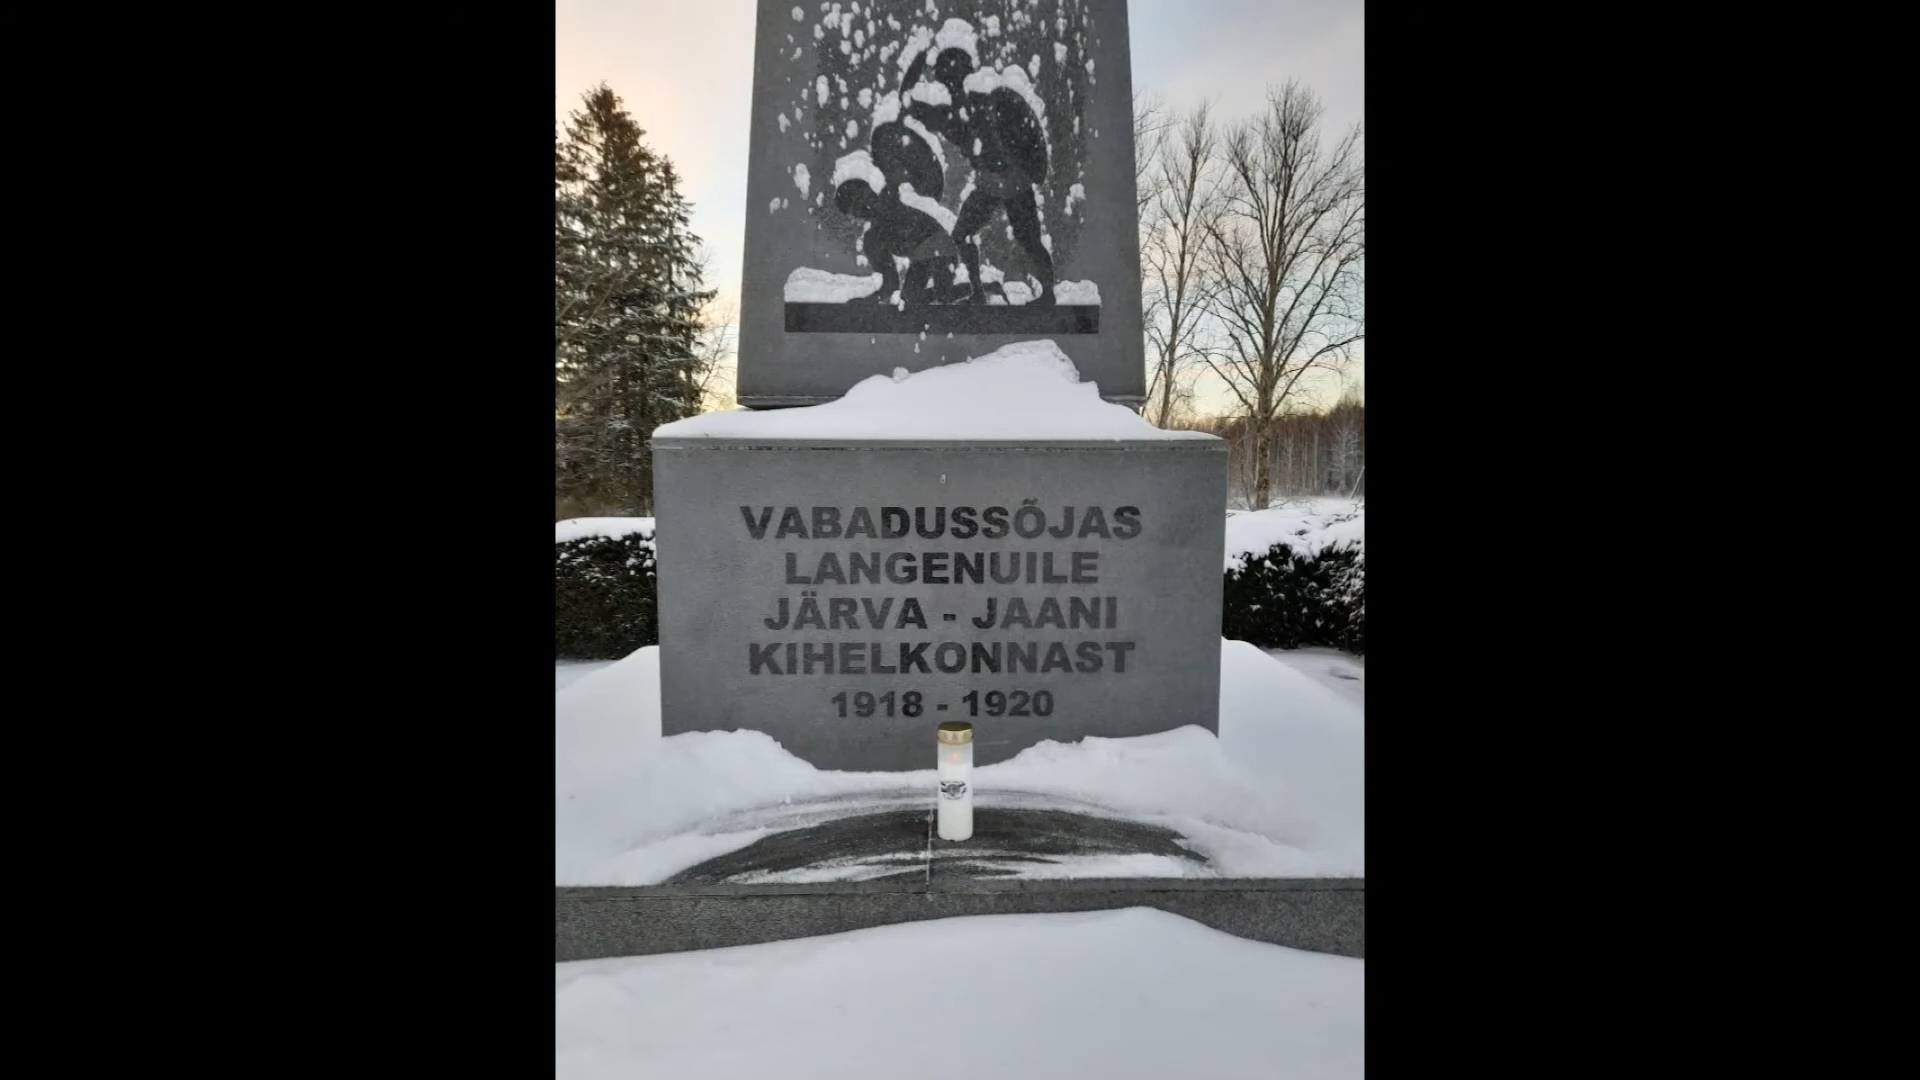 VABADUSSÕJAS
LANGENUILE
JÄRVA - JAANI
KIHELKONNAST
1918 - 1920